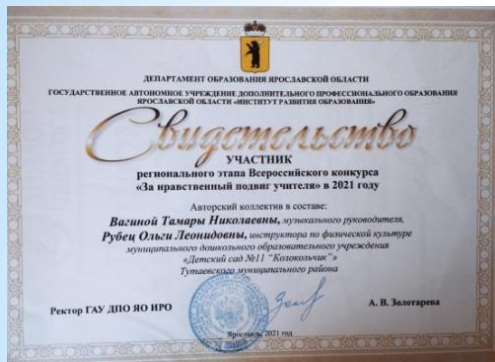 ДЕПАРТАМЕНТ ОБРАЗОВАНИЯ ЯРОСЛАВСКОЙ ОБЛАСТИ
ГОСУДАРСТВЕННОЕ АВТОНОМНОЕ УЧРЕЖДЕНИЕ ДОПОЛНИТЕЛЬНОГО ПРОФЕССИОНАЛЬНОГО ОБРАЗОВАНИЯ
ЯРОСЛАВСКОЙ ОБЛАСТИ «ИНСТИТУТ РАЗВИТИЯ ОБРАЗОВАНИЯ»
Свидетельство
УЧАСТНИК
регионального этапа Всероссийского конкурса
«За нравственный подвиг учителя» в 2021 году
Авторский коллектив в составе:
Вагиной Тамары Николаевны, музыкального руководителя,
Рубец Ольги Леонидовны, инструктора по физической культуре
муниципального дошкольного образовательного учреждения
«Детский сад №11 "Колокольчик"»
Тутаевского муниципального района
Ректор ГАУ ДПО ЯО ИРО
А. В. Золотарева
Ярославль, 2021 год